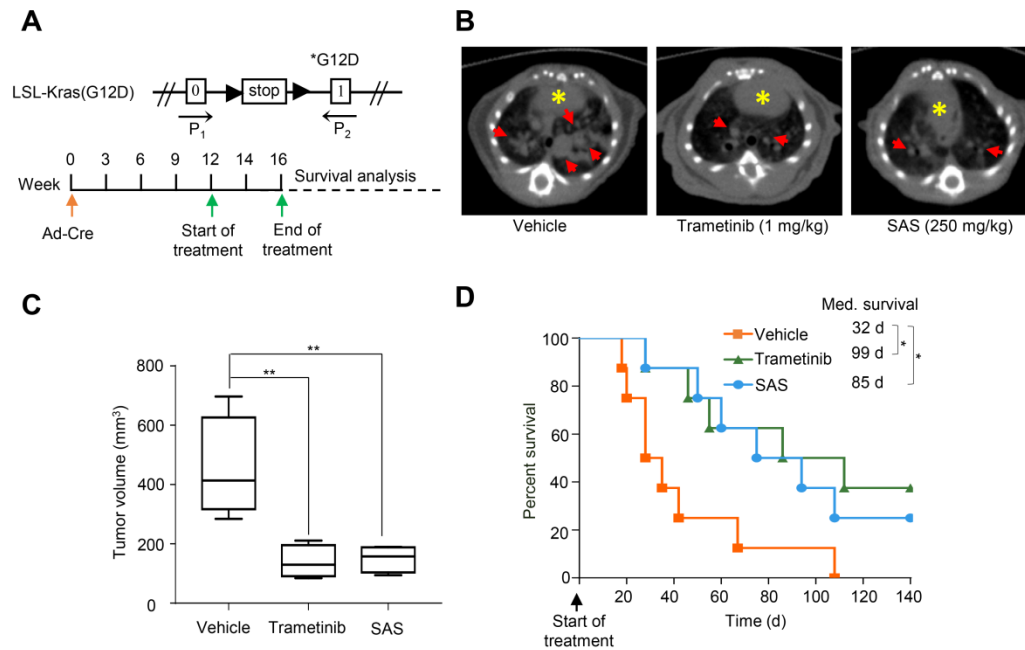 A
*G12D
LSL-Kras(G12D)
0
stop
1
P1
P2
Week
0 3 6 9 12 14 16
Survival analysis
Ad-Cre
Start of
treatment
End of
treatment
B
*
*
*
Vehicle
Trametinib (1 mg/kg)
SAS (250 mg/kg)
C
Tumor volume (mm3)
800
600
400
200
0
**
**
Vehicle
Trametinib
SAS
D
Med. survival
Vehicle 32 d
Trametinib 99 d
SAS 85 d
*
*
Percent survival
100
80
60
40
20
0
20 40 60 80 100 120 140
Start of
treatment
Time (d)